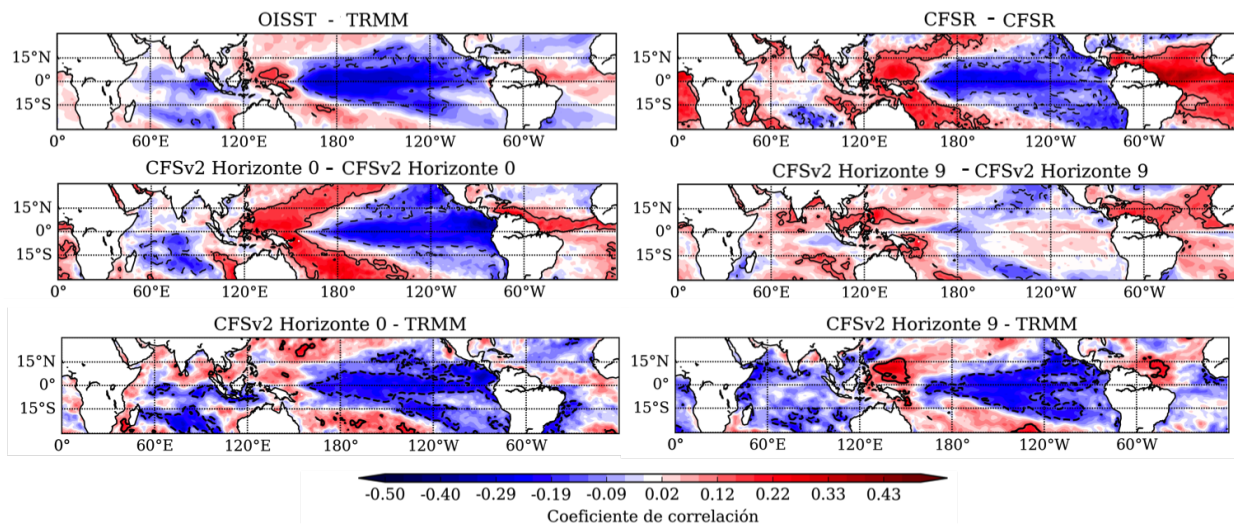 OISST - TRMM
15°N
0°
15°S
0° 60°E 120°E 180 120°W 60°W
CFSR - CFSR
15°N
0°
15°S
0° 60°E 120°E 180° 120°W 60°W
CFSv2 Horizonte 0 - CFSv2 Horizonte 0
15°N
0°
15°S
0° 60°E 120°E 180° 120°W 60°W
CFSv2 Horizonte 9 - CFSv2 Horizonte 9
15°N
0°
15°S
0° 60°E 120°E 180° 120°W 60°W
CFSv2 Horizonte 0 - TRMM
15°N
0°
15°S
0° 60°E 120°E 180° 120°W 60°W
CFSv2 Horizonte 9 - TRMM
15°N
0°
15°S
0° 60°E 120°E 180° 120°W 60°W
-0.50 -0.40 -0.29 -0.19 -0.09 0.02 0.12 0.22 0.33 0.43
Coeficiente de correlación